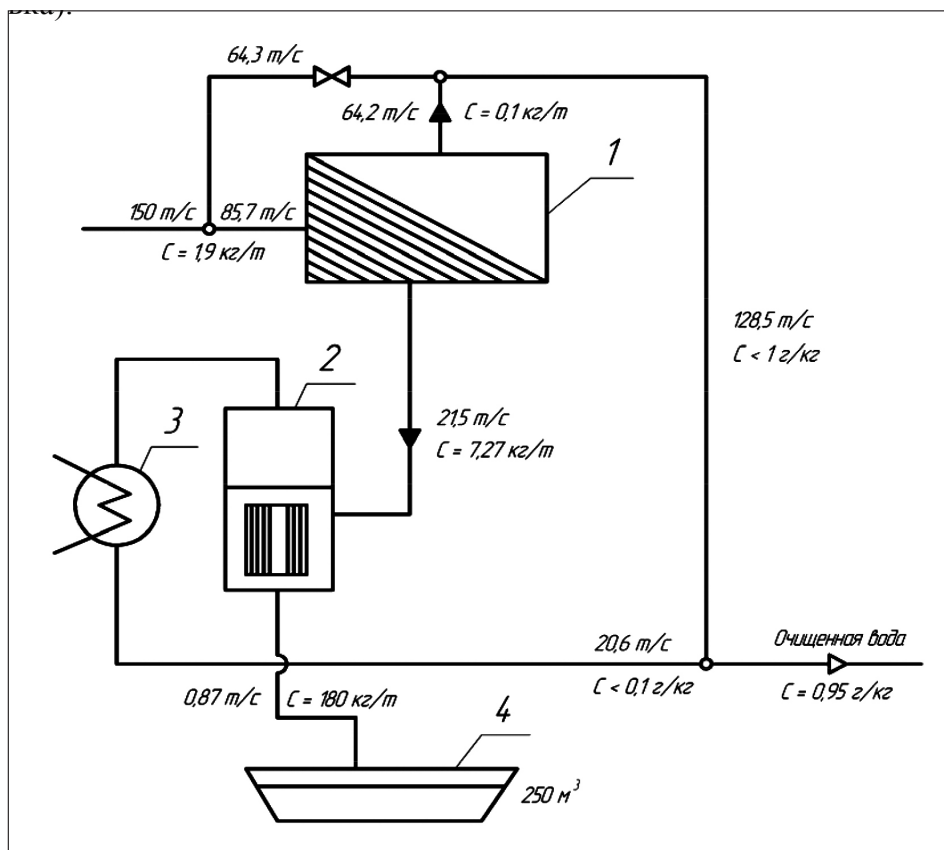 64,3 т/с
64,2 т/с
C = 0,1 кг/т
1
150 т/с
85,7 т/с
C = 1,9 кг/т
128,5 т/с
C < 1 г/кг
2
3
21,5 т/с
C = 7,27 кг/т
20,6 т/с
Очищенная вода
C < 0,1 г/кг
C = 0,95 г/кг
0,87 т/с
C = 180 кг/т
4
250 м³